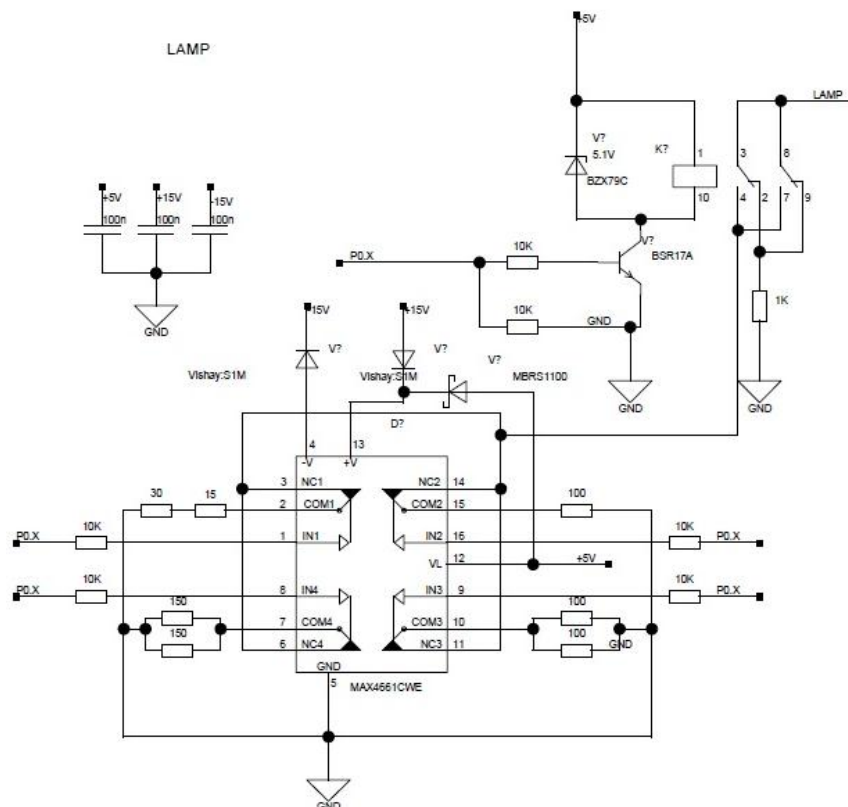 +5V
LAMP
LAMP
V?
5.1V
BZX79C
K?
1
10
3
8
4
2
7
9
+5V
+15V
-15V
100n
100n
100n
GND
P0.X
10K
V?
BSR17A
10K
GND
1K
GND
GND
15V
+15V
V?
V?
V?
Vishay:S1M
Vishay:S1M
MBRS1100
D?
4
13
-V
+V
3
NC1
NC2
14
30
15
2
COM1
COM2
15
100
P0.X
10K
1
IN1
IN2
16
10K
P0.X
VL
12
+5V
P0.X
10K
8
IN4
IN3
9
10K
P0.X
150
7
COM4
COM3
10
100
150
6
NC4
NC3
11
100
GND
GND
5
MAX4661CWE
GND